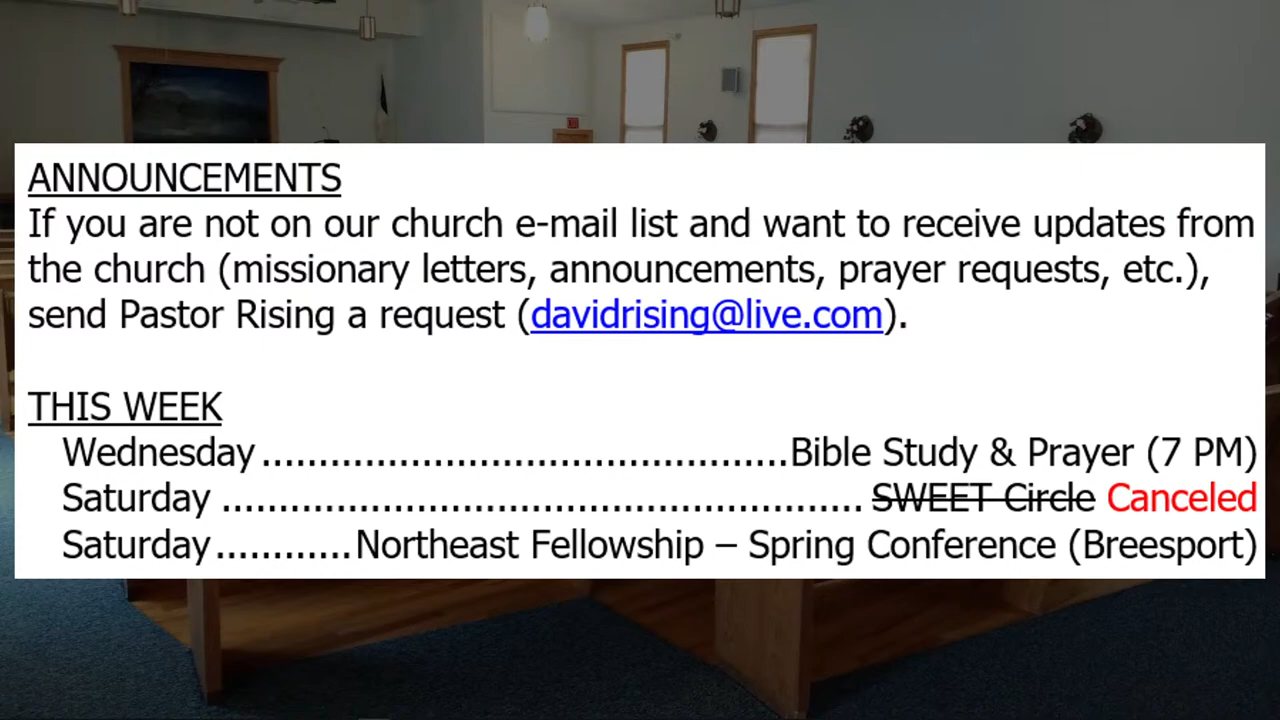 ANNOUNCEMENTS
If you are not on our church e-mail list and want to receive updates from
the church (missionary letters, announcements, prayer requests, etc.),
send Pastor Rising a request (davidrising@live.com).
THIS WEEK
Wednesday..............................................Bible Study & Prayer (7 PM)
Saturday ........................................................ SWEET Circle Canceled
Saturday............Northeast Fellowship – Spring Conference (Breesport)